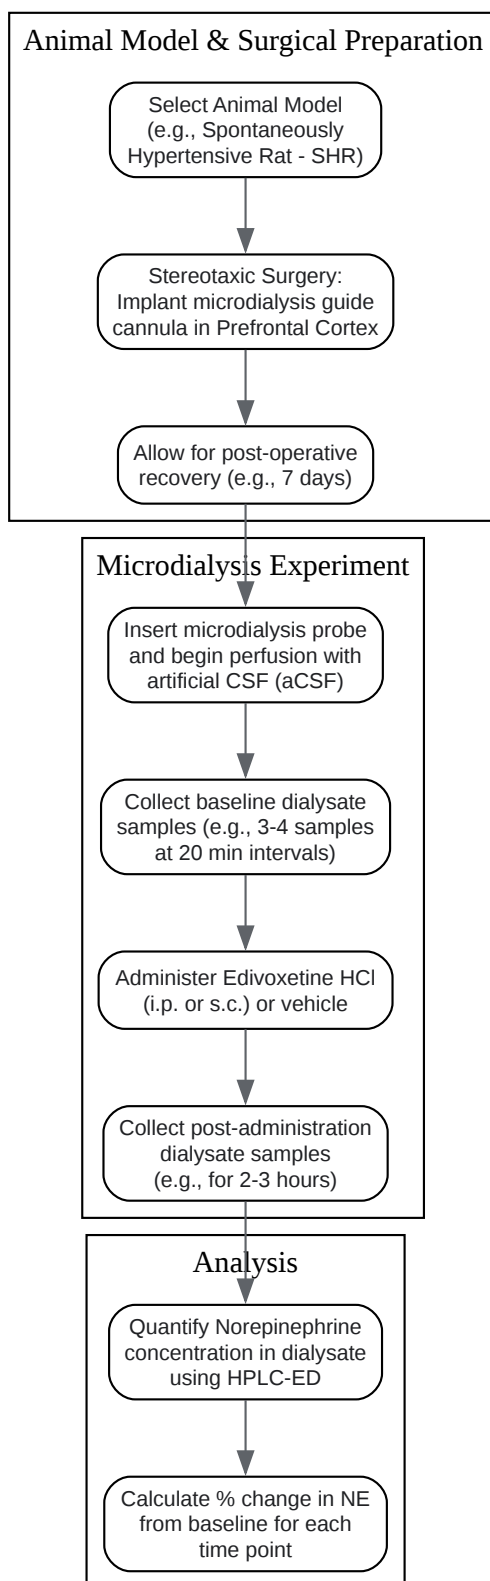 Animal Model & Surgical Preparation
Select Animal Model
(e.g., Spontaneously
Hypertensive Rat - SHR)
Stereotaxic Surgery:
Implant microdialysis guide
cannula in Prefrontal Cortex
Allow for post-operative
recovery (e.g., 7 days)
Microdialysis Experiment
Insert microdialysis probe
and begin perfusion with
artificial CSF (aCSF)
Collect baseline dialysate
samples (e.g., 3-4 samples
at 20 min intervals)
Administer Edivoxetine HCl
(i.p. or s.c.) or vehicle
Collect post-administration
dialysate samples
(e.g., for 2-3 hours)
Analysis
Quantify Norepinephrine
concentration in dialysate
using HPLC-ED
Calculate % change in NE
from baseline for each
time point